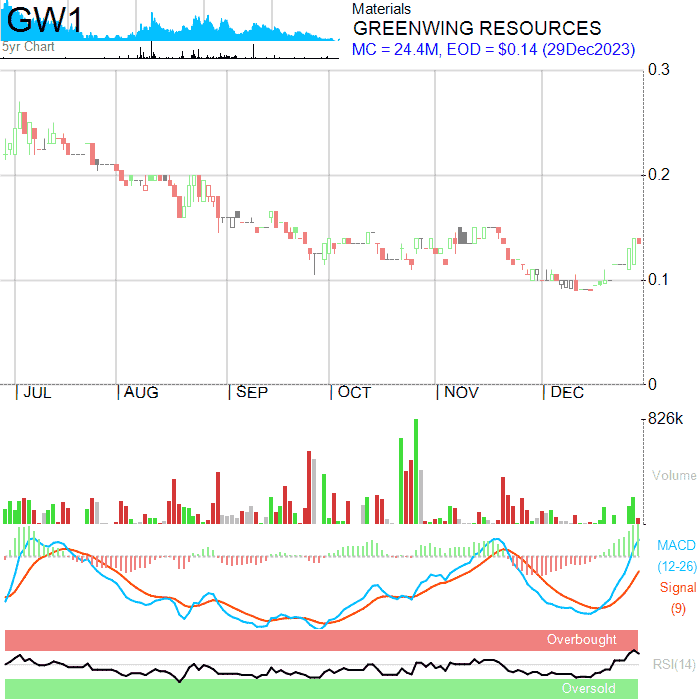 GW1
5yr Chart
Materials
GREENWING RESOURCES
MC = 24.4M, EOD = $0.14 (29Dec2023)
0.3
0.2
0.1
0
JUL AUG SEP OCT NOV DEC
826k
Volume
MACD
(12-26)
Signal
(9)
Overbought
RSI(14)
Oversold